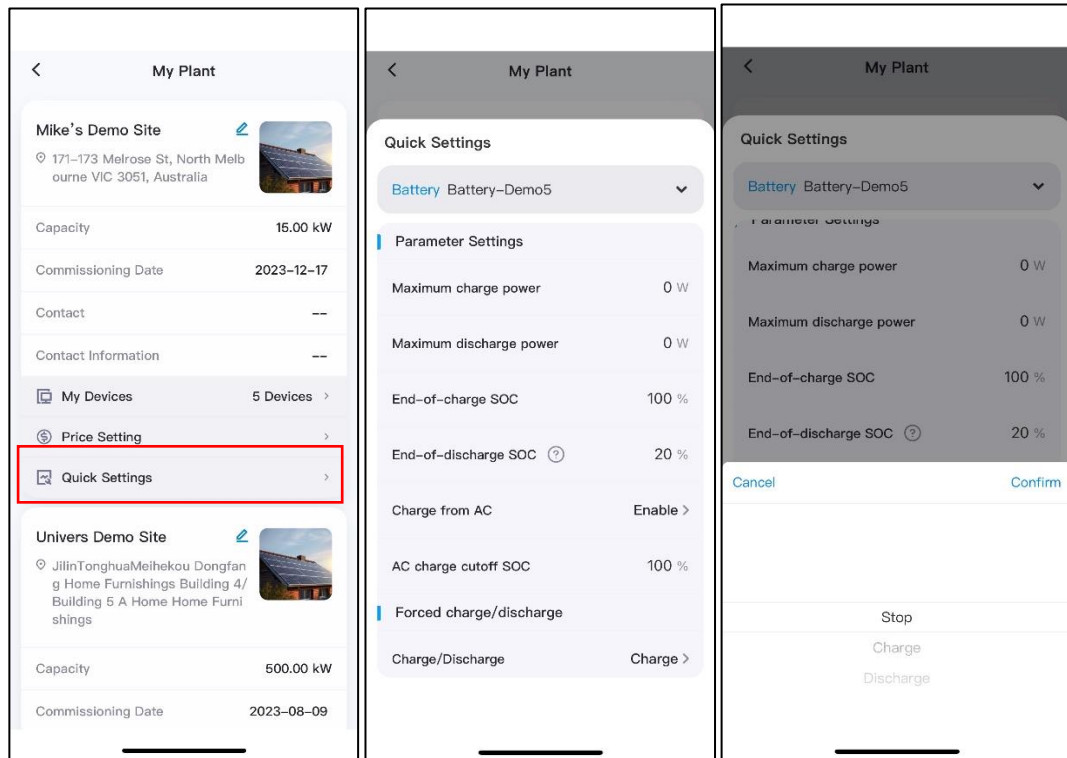 My Plant
Mike's Demo Site
171-173 Melrose St, North Melb
ourne VIC 3051, Australia
Capacity 15.00 kW
Commissioning Date 2023-12-17
Contact --
Contact Information --
My Devices 5 Devices
Price Setting
Quick Settings
Univers Demo Site
JilinTonghuaMeihekou Dongfan
g Home Furnishings Building 4/
Building 5 A Home Home Furni
shings
Capacity 500.00 kW
Commissioning Date 2023-08-09
My Plant
Quick Settings
Battery Battery-Demo5
Parameter Settings
Maximum charge power 0 W
Maximum discharge power 0 W
End-of-charge SOC 100 %
End-of-discharge SOC ? 20 %
Charge from AC Enable
AC charge cutoff SOC 100 %
Forced charge/discharge
Charge/Discharge Charge
My Plant
Quick Settings
Battery Battery-Demo5
Parameter Settings
Maximum charge power 0 W
Maximum discharge power 0 W
End-of-charge SOC 100 %
End-of-discharge SOC ? 20 %
Cancel Confirm
Stop
Charge
Discharge